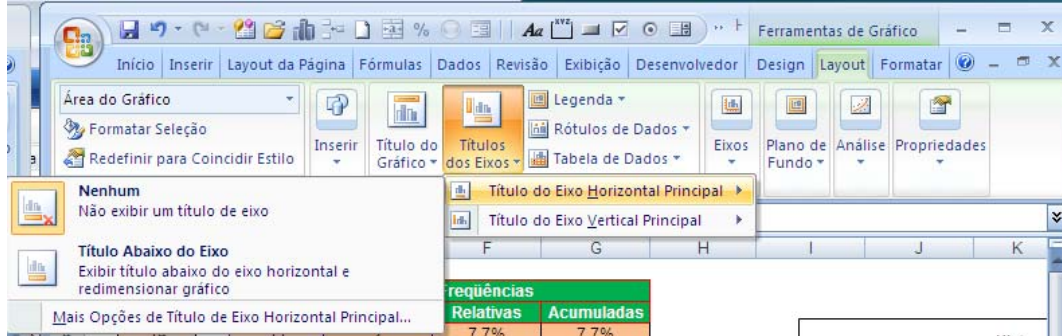 Aa XYZ
Ferramentas de Gráfico
Início Inserir Layout da Página Fórmulas Dados Revisão Exibição Desenvolvedor Design Layout Formatar
Área do Gráfico
Formatar Seleção
Redefinir para Coincidir Estilo
Inserir
Título do
Gráfico
Títulos
dos Eixos
Legenda
Rótulos de Dados
Tabela de Dados
Eixos
Plano de
Fundo
Análise
Propriedades
Nenhum
Não exibir um título de eixo
Título Abaixo do Eixo
Exibir título abaixo do eixo horizontal e
redimensionar gráfico
Mais Opções de Título de Eixo Horizontal Principal...
Título do Eixo Horizontal Principal
Título do Eixo Vertical Principal
F G H I J K
reqüências
Relativas Acumuladas
7,7% 7,7%